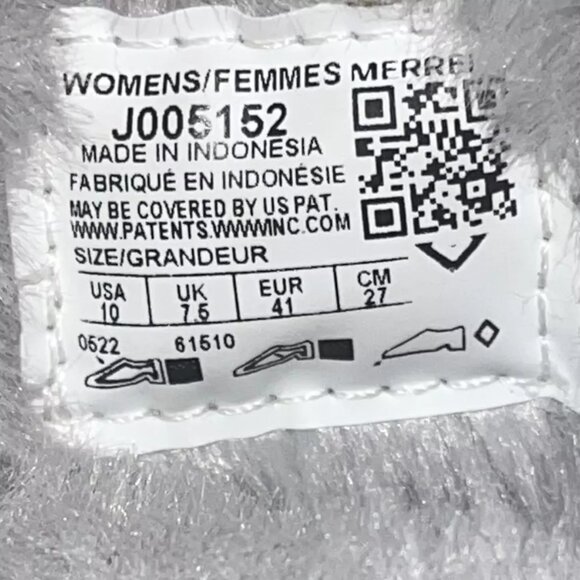 WOMENS/FEMMES MERREL
J005152
MADE IN INDONESIA
FABRIQUÉ EN INDONÉSIE
MAY BE COVERED BY US PAT.
WWW.PATENTS.WWWINC.COM
SIZE/GRANDEUR
USA UK EUR CM
10 7.5 41 27
0522 61510